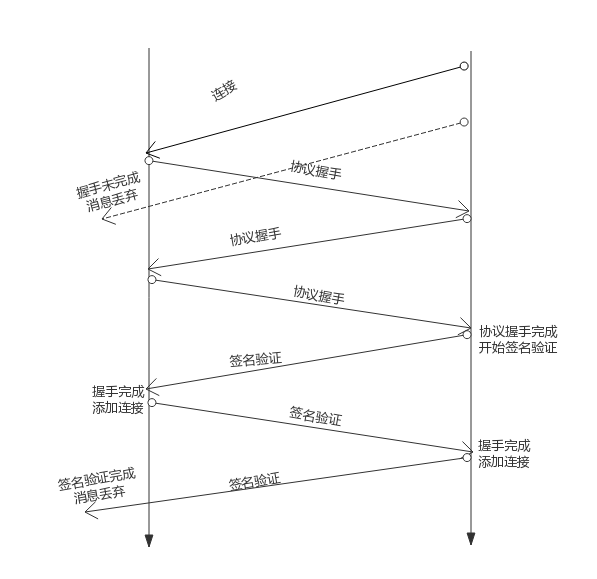 连接
协议握手
握手未完成
消息丢弃
协议握手
协议握手
协议握手完成
开始签名验证
签名验证
握手完成
添加连接
签名验证
握手完成
添加连接
签名验证完成
消息丢弃
签名验证